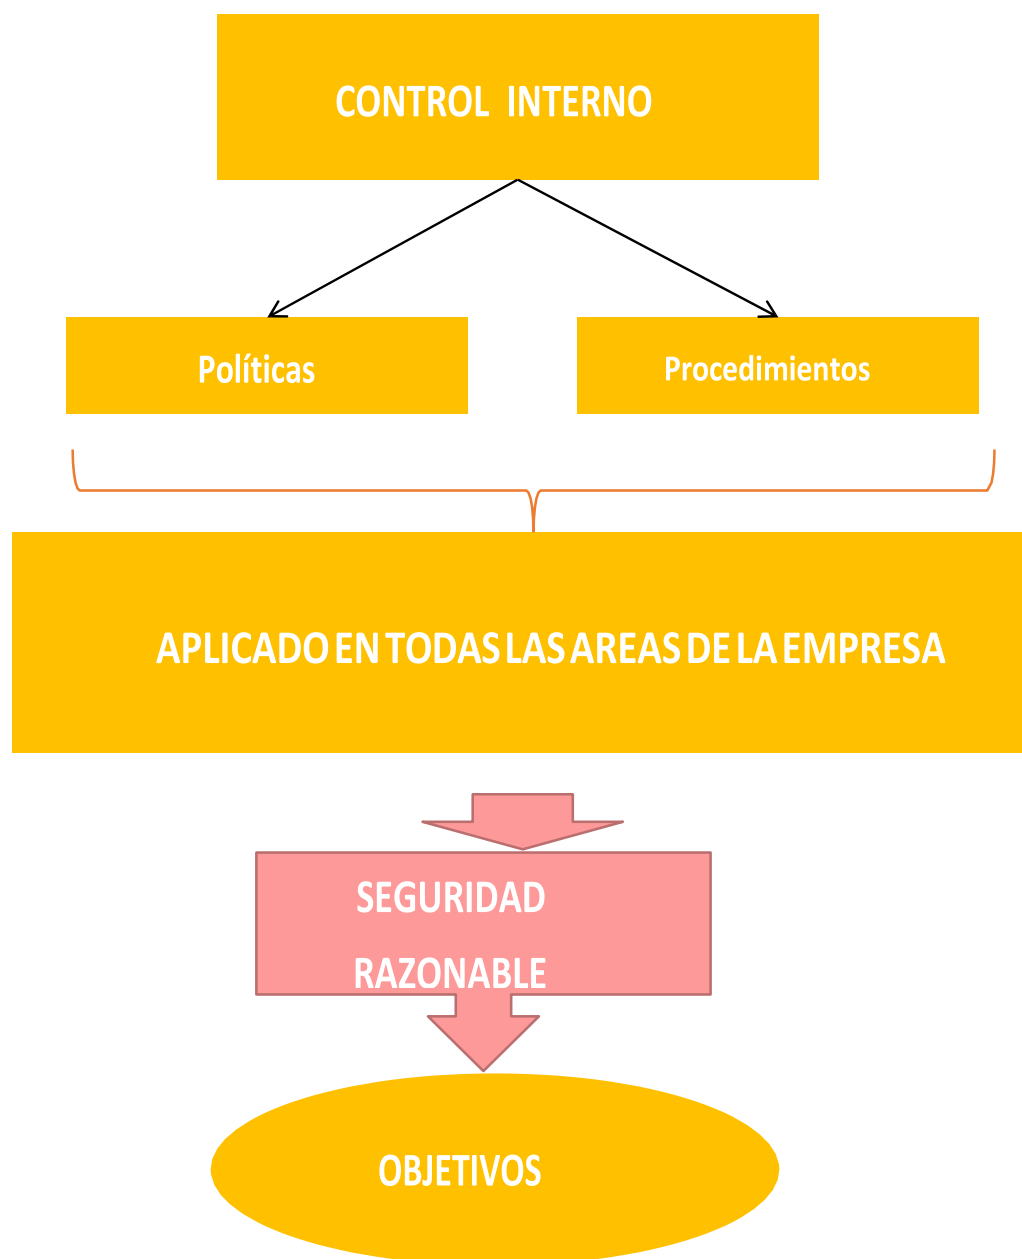 CONTROL INTERNO
Políticas
Procedimientos
APLICADO EN TODAS LAS AREAS DE LA EMPRESA
SEGURIDAD
RAZONABLE
OBJETIVOS